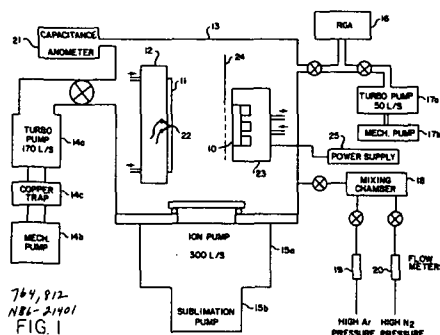 CAPACITANCE
ANOMETER
21
12
13
24
11
22
10
23
RGA
16
TURBO PUMP
50 L/S
17a
MECH. PUMP
17b
25
POWER SUPPLY
TURBO
PUMP
170 L/S
14a
COPPER
TRAP
14c
MECH.
PUMP
14b
MIXING
CHAMBER
18
ION PUMP
300 L/S
15a
SUBLIMATION
PUMP
15b
19
20
FLOW
METERS
HIGH Ar
PRESSURE
HIGH N2
PRESSURE
764,812
N86-21401
FIG. 1